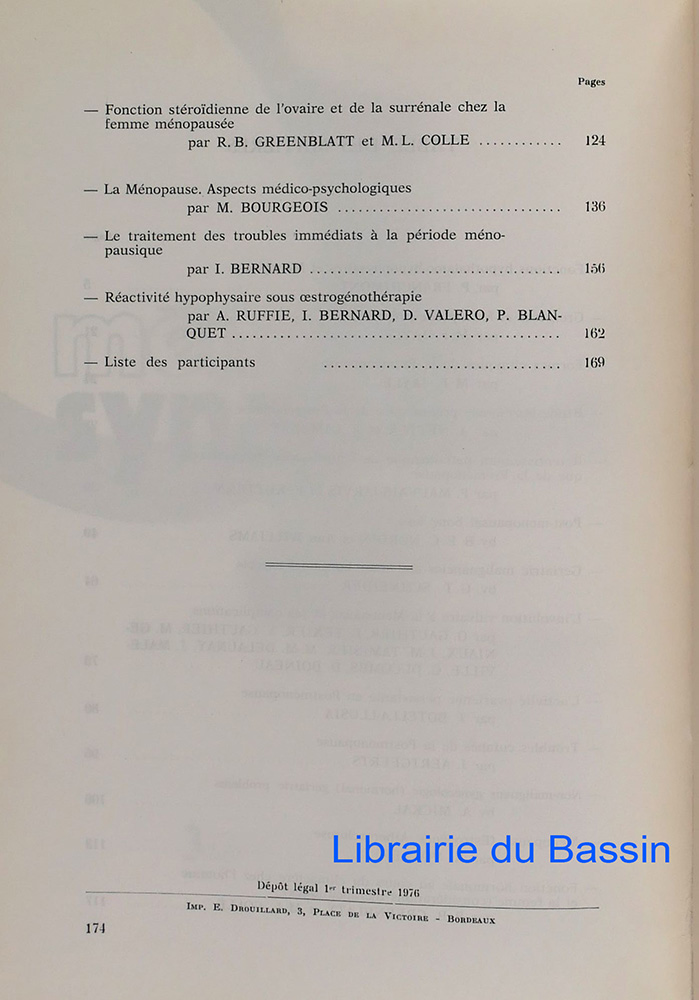 Pages
— Fonction stéroïdienne de l'ovaire et de la surrénale chez la
femme ménopausée
par R. B. GREENBLATT et M. L. COLLE ............ 124
— La Ménopause. Aspects médico-psychologiques
par M. BOURGEOIS ................................ 136
— Le traitement des troubles immédiats à la période méno-
pausique
par I. BERNARD .................................... 156
— Réactivité hypophysaire sous œstrogénothérapie
par A. RUFFIE, I. BERNARD, D. VALERO, P. BLAN-
QUET ............................................... 162
— Liste des participants .................................. 169
Librairie du Bassin
Dépôt légal 1er trimestre 1976
IMP. E. DROUILLARD, 3, PLACE DE LA VICTOIRE - BORDEAUX
174